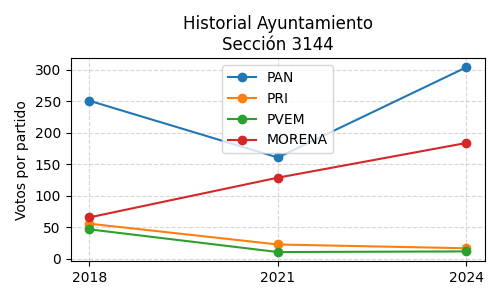 Historial Ayuntamiento
Sección 3144
PAN
PRI
PVEM
MORENA
Votos por partido
300
250
200
150
100
50
0
2018 2021 2024